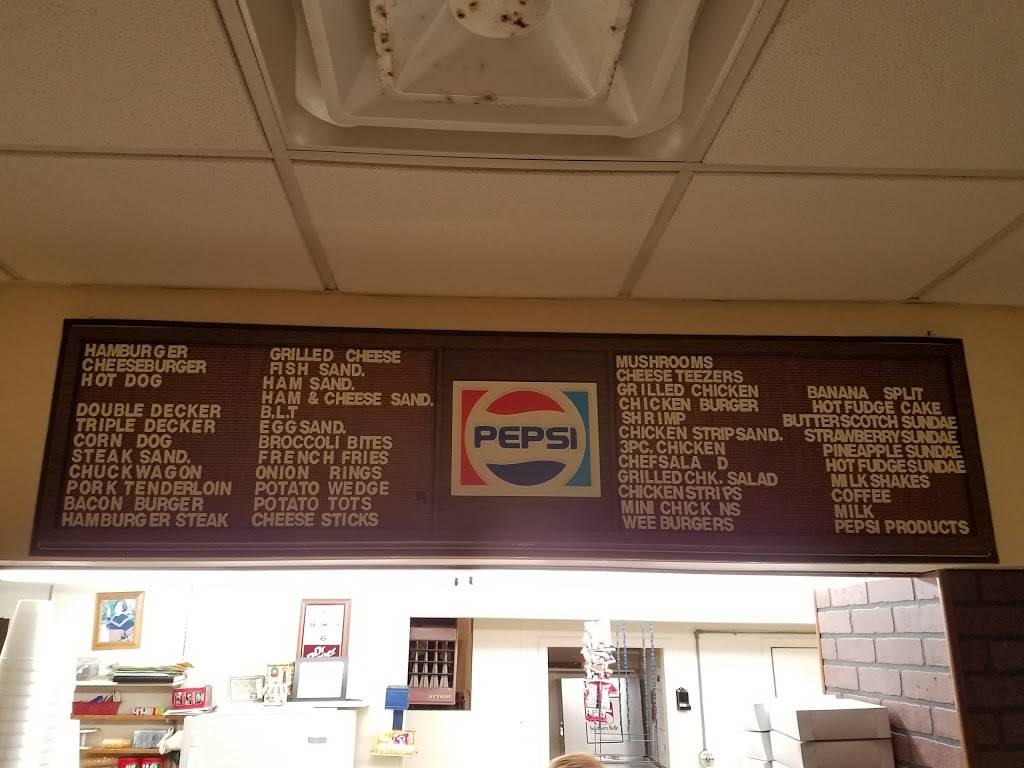 HAMBURGER
CHEESEBURGER
HOT DOG
DOUBLE DECKER
TRIPLE DECKER
CORN DOG
STEAK SAND.
CHUCKWAGON
PORK TENDERLOIN
BACON BURGER
HAMBURGER STEAK
GRILLED CHEESE
FISH SAND.
HAM SAND.
HAM & CHEESE SAND.
B.L.T
EGG SAND.
BROCCOLI BITES
FRENCH FRIES
ONION RINGS
POTATO WEDGE
POTATO TOTS
CHEESE STICKS
PEPSI
MUSHROOMS
CHEESE TEEZERS
GRILLED CHICKEN
CHICKEN BURGER
SHRIMP
CHICKEN STRIP SAND.
3PC. CHICKEN
CHEF SALA D
GRILLED CHK. SALAD
CHICKEN STRIPS
MINI CHICK NS
WEE BURGERS
BANANA SPLIT
HOT FUDGE CAKE
BUTTERSCOTCH SUNDAE
STRAWBERRY SUNDAE
PINEAPPLE SUNDAE
HOT FUDGE SUNDAE
MILKSHAKES
COFFEE
MILK
PEPSI PRODUCTS